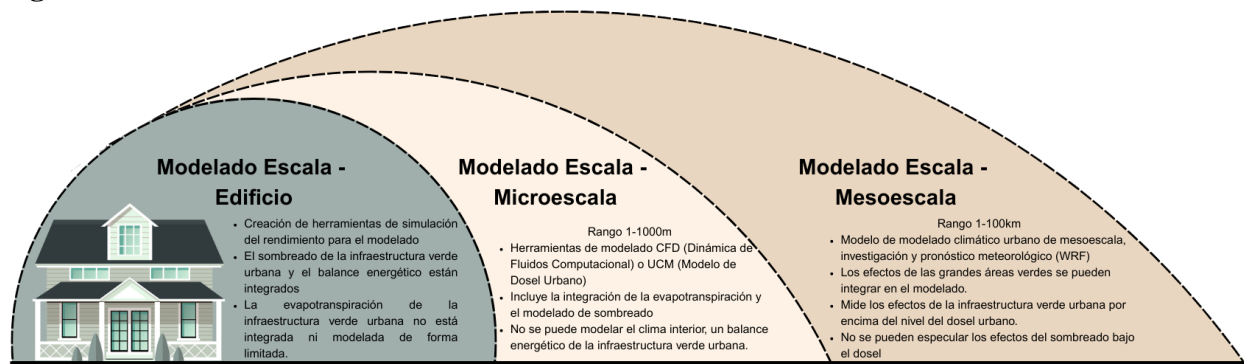 Modelado Escala -
Edificio
• Creación de herramientas de simulación
del rendimiento para el modelado
• El sombreado de la infraestructura verde
urbana y el balance energético están
integrados
• La evapotranspiración de la
infraestructura verde urbana no está
integrada ni modelada de forma
limitada.
Modelado Escala -
Microescala
Rango 1-1000m
• Herramientas de modelado CFD (Dinámica de
Fluidos Computacional) o UCM (Modelo de
Dosel Urbano)
• Incluye la integración de la evapotranspiración y
el modelado de sombreado
• No se puede modelar el clima interior, un balance
energético de la infraestructura verde urbana.
Modelado Escala -
Mesoescala
Rango 1-100km
• Modelo de modelado climático urbano de mesoescala,
investigación y pronóstico meteorológico (WRF)
• Los efectos de las grandes áreas verdes se pueden
integrar en el modelado.
• Mide los efectos de la infraestructura verde urbana por
encima del nivel del dosel urbano.
• No se pueden especular los efectos del sombreado bajo
el dosel